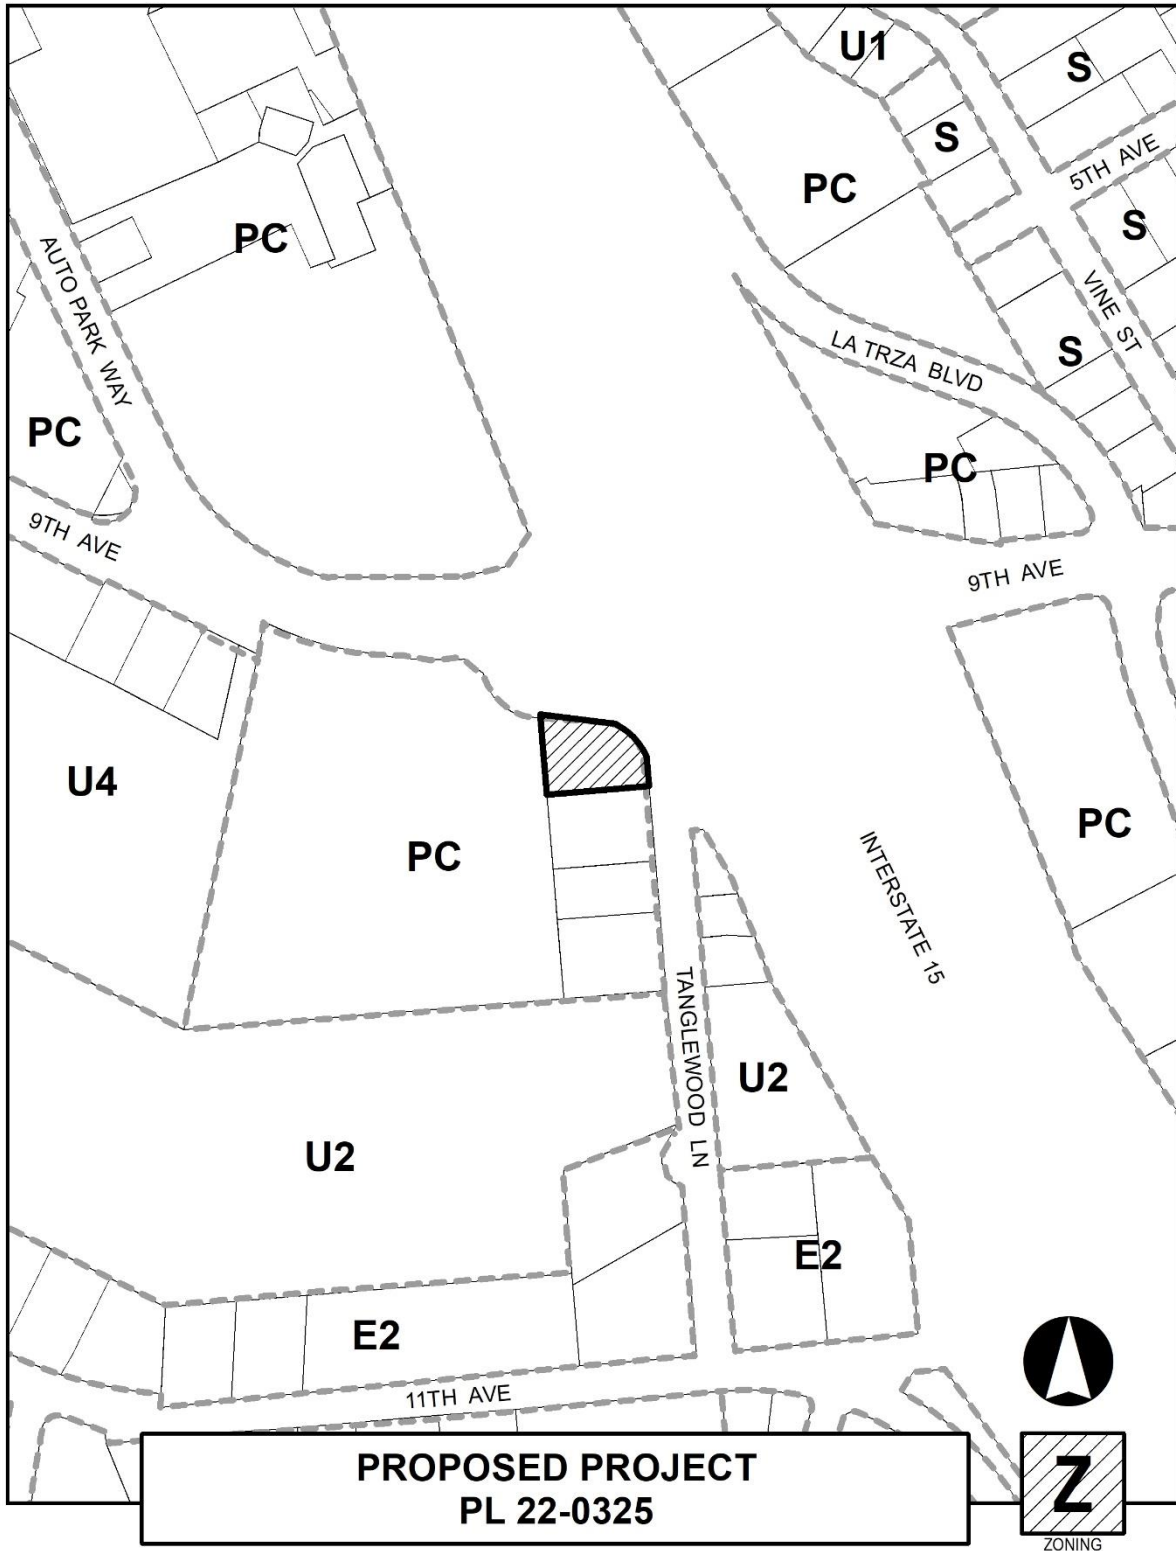 U1
S
S
5TH AVE
PC
S
PC
AUTO PARK WAY
VINE ST
LA TRZA BLVD
S
PC
PC
9TH AVE
9TH AVE
U4
PC
PC
INTERSTATE 15
TANGLEWOOD LN
U2
U2
E2
E2
11TH AVE
PROPOSED PROJECT
PL 22-0325
Z
ZONING